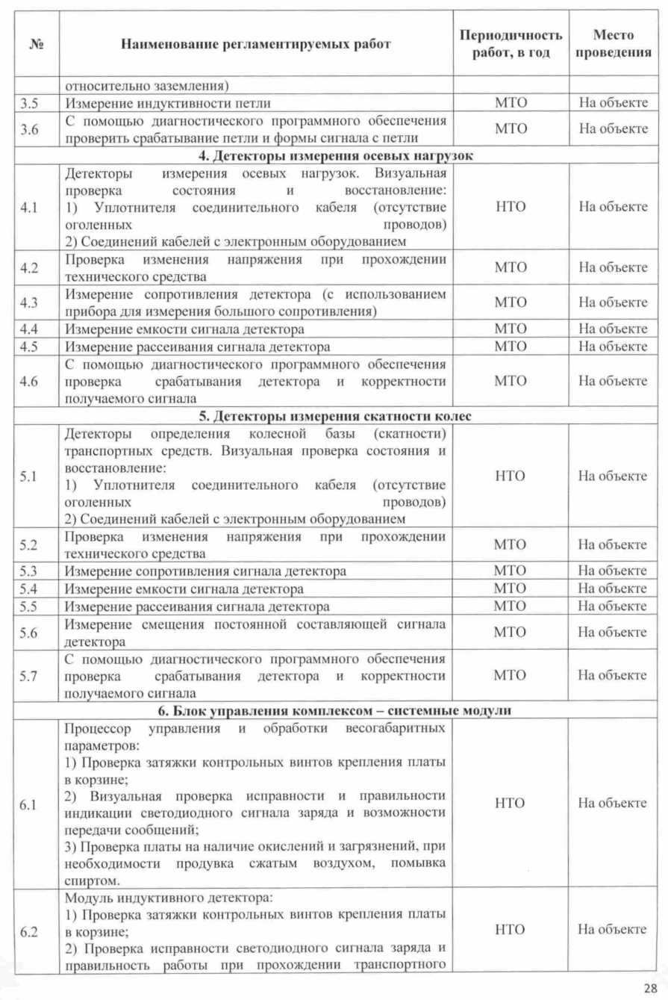 № Наименование регламентируемых работ Периодичность работ, в год Место проведения
относительно заземления)
3.5 Измерение индуктивности петли МТО На объекте
3.6 С помощью диагностического программного обеспечения
проверить срабатывание петли и формы сигнала с петли МТО На объекте
4. Детекторы измерения осевых нагрузок
Детекторы измерения осевых нагрузок. Визуальная
проверка состояния и восстановление:
4.1 1) Уплотнителя соединительного кабеля (отсутствие НТО На объекте
оголенных проводов)
2) Соединений кабелей с электронным оборудованием
4.2 Проверка изменения напряжения при прохождении
технического средства МТО На объекте
4.3 Измерение сопротивления детектора (с использованием
прибора для измерения большого сопротивления) МТО На объекте
4.4 Измерение емкости сигнала детектора МТО На объекте
4.5 Измерение рассеивания сигнала детектора МТО На объекте
С помощью диагностического программного обеспечения
4.6 проверка срабатывания детектора и корректности МТО На объекте
получаемого сигнала
5. Детекторы измерения скатности колес
Детекторы определения колесной базы (скатности)
транспортных средств. Визуальная проверка состояния и
восстановление:
5.1 1) Уплотнителя соединительного кабеля (отсутствие НТО На объекте
оголенных проводов)
2) Соединений кабелей с электронным оборудованием
5.2 Проверка изменения напряжения при прохождении
технического средства МТО На объекте
5.3 Измерение сопротивления сигнала детектора МТО На объекте
5.4 Измерение емкости сигнала детектора МТО На объекте
5.5 Измерение рассеивания сигнала детектора МТО На объекте
5.6 Измерение смещения постоянной составляющей сигнала
детектора МТО На объекте
С помощью диагностического программного обеспечения
5.7 проверка срабатывания детектора и корректности МТО На объекте
получаемого сигнала
6. Блок управления комплексом – системные модули
Процессор управления и обработки весогабаритных
параметров:
1) Проверка затяжки контрольных винтов крепления платы
в корзине;
6.1 2) Визуальная проверка исправности и правильности НТО На объекте
индикации светодиодного сигнала заряда и возможности
передачи сообщений;
3) Проверка платы на наличие окислений и загрязнений, при
необходимости продувка сжатым воздухом, помывка
спиртом.
Модуль индуктивного детектора:
1) Проверка затяжки контрольных винтов крепления платы
6.2 в корзине; НТО На объекте
2) Проверка исправности светодиодного сигнала заряда и
правильность работы при прохождении транспортного
28